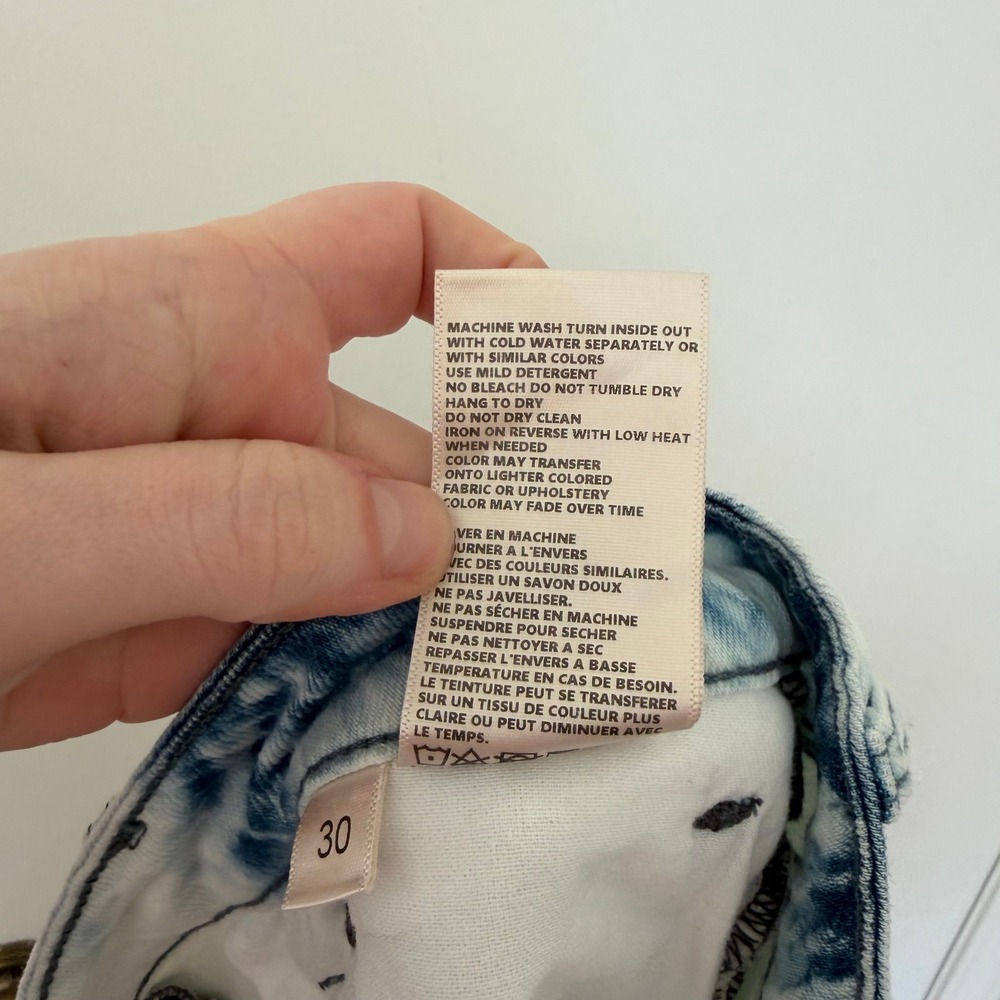 MACHINE WASH TURN INSIDE OUT
WITH COLD WATER SEPARATELY OR
WITH SIMILAR COLORS
USE MILD DETERGENT
NO BLEACH DO NOT TUMBLE DRY
HANG TO DRY
DO NOT DRY CLEAN
IRON ON REVERSE WITH LOW HEAT
WHEN NEEDED
COLOR MAY TRANSFER
ONTO LIGHTER COLORED
FABRIC OR UPHOLSTERY
COLOR MAY FADE OVER TIME
EN MACHINE
A L'ENVERS
DES COULEURS SIMILAIRES.
UTILISER UN SAVON DOUX
NE PAS JAVELLISER.
NE PAS SÉCHER EN MACHINE
SUSPENDRE POUR SECHER
NE PAS NETTOYER A SEC
REPASSER L'ENVERS A BASSE
TEMPERATURE EN CAS DE BESOIN.
LE TEINTURE PEUT SE TRANSFERER
SUR UN TISSU DE COULEUR PLUS
CLAIRE OU PEUT DIMINUER AVEC
LE TEMPS.
30